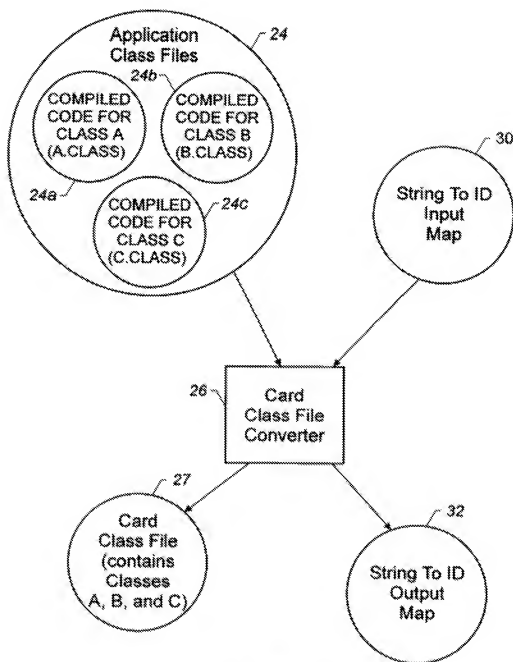 Application
Class Files
24
24b
COMPILED
CODE FOR
CLASS A
(A.CLASS)
COMPILED
CODE FOR
CLASS B
(B.CLASS)
24a
COMPILED
CODE FOR
CLASS C
(C.CLASS)
24c
30
String To ID
Input
Map
26
Card
Class File
Converter
27
Card
Class File
(contains
Classes
A, B, and C)
32
String To ID
Output
Map